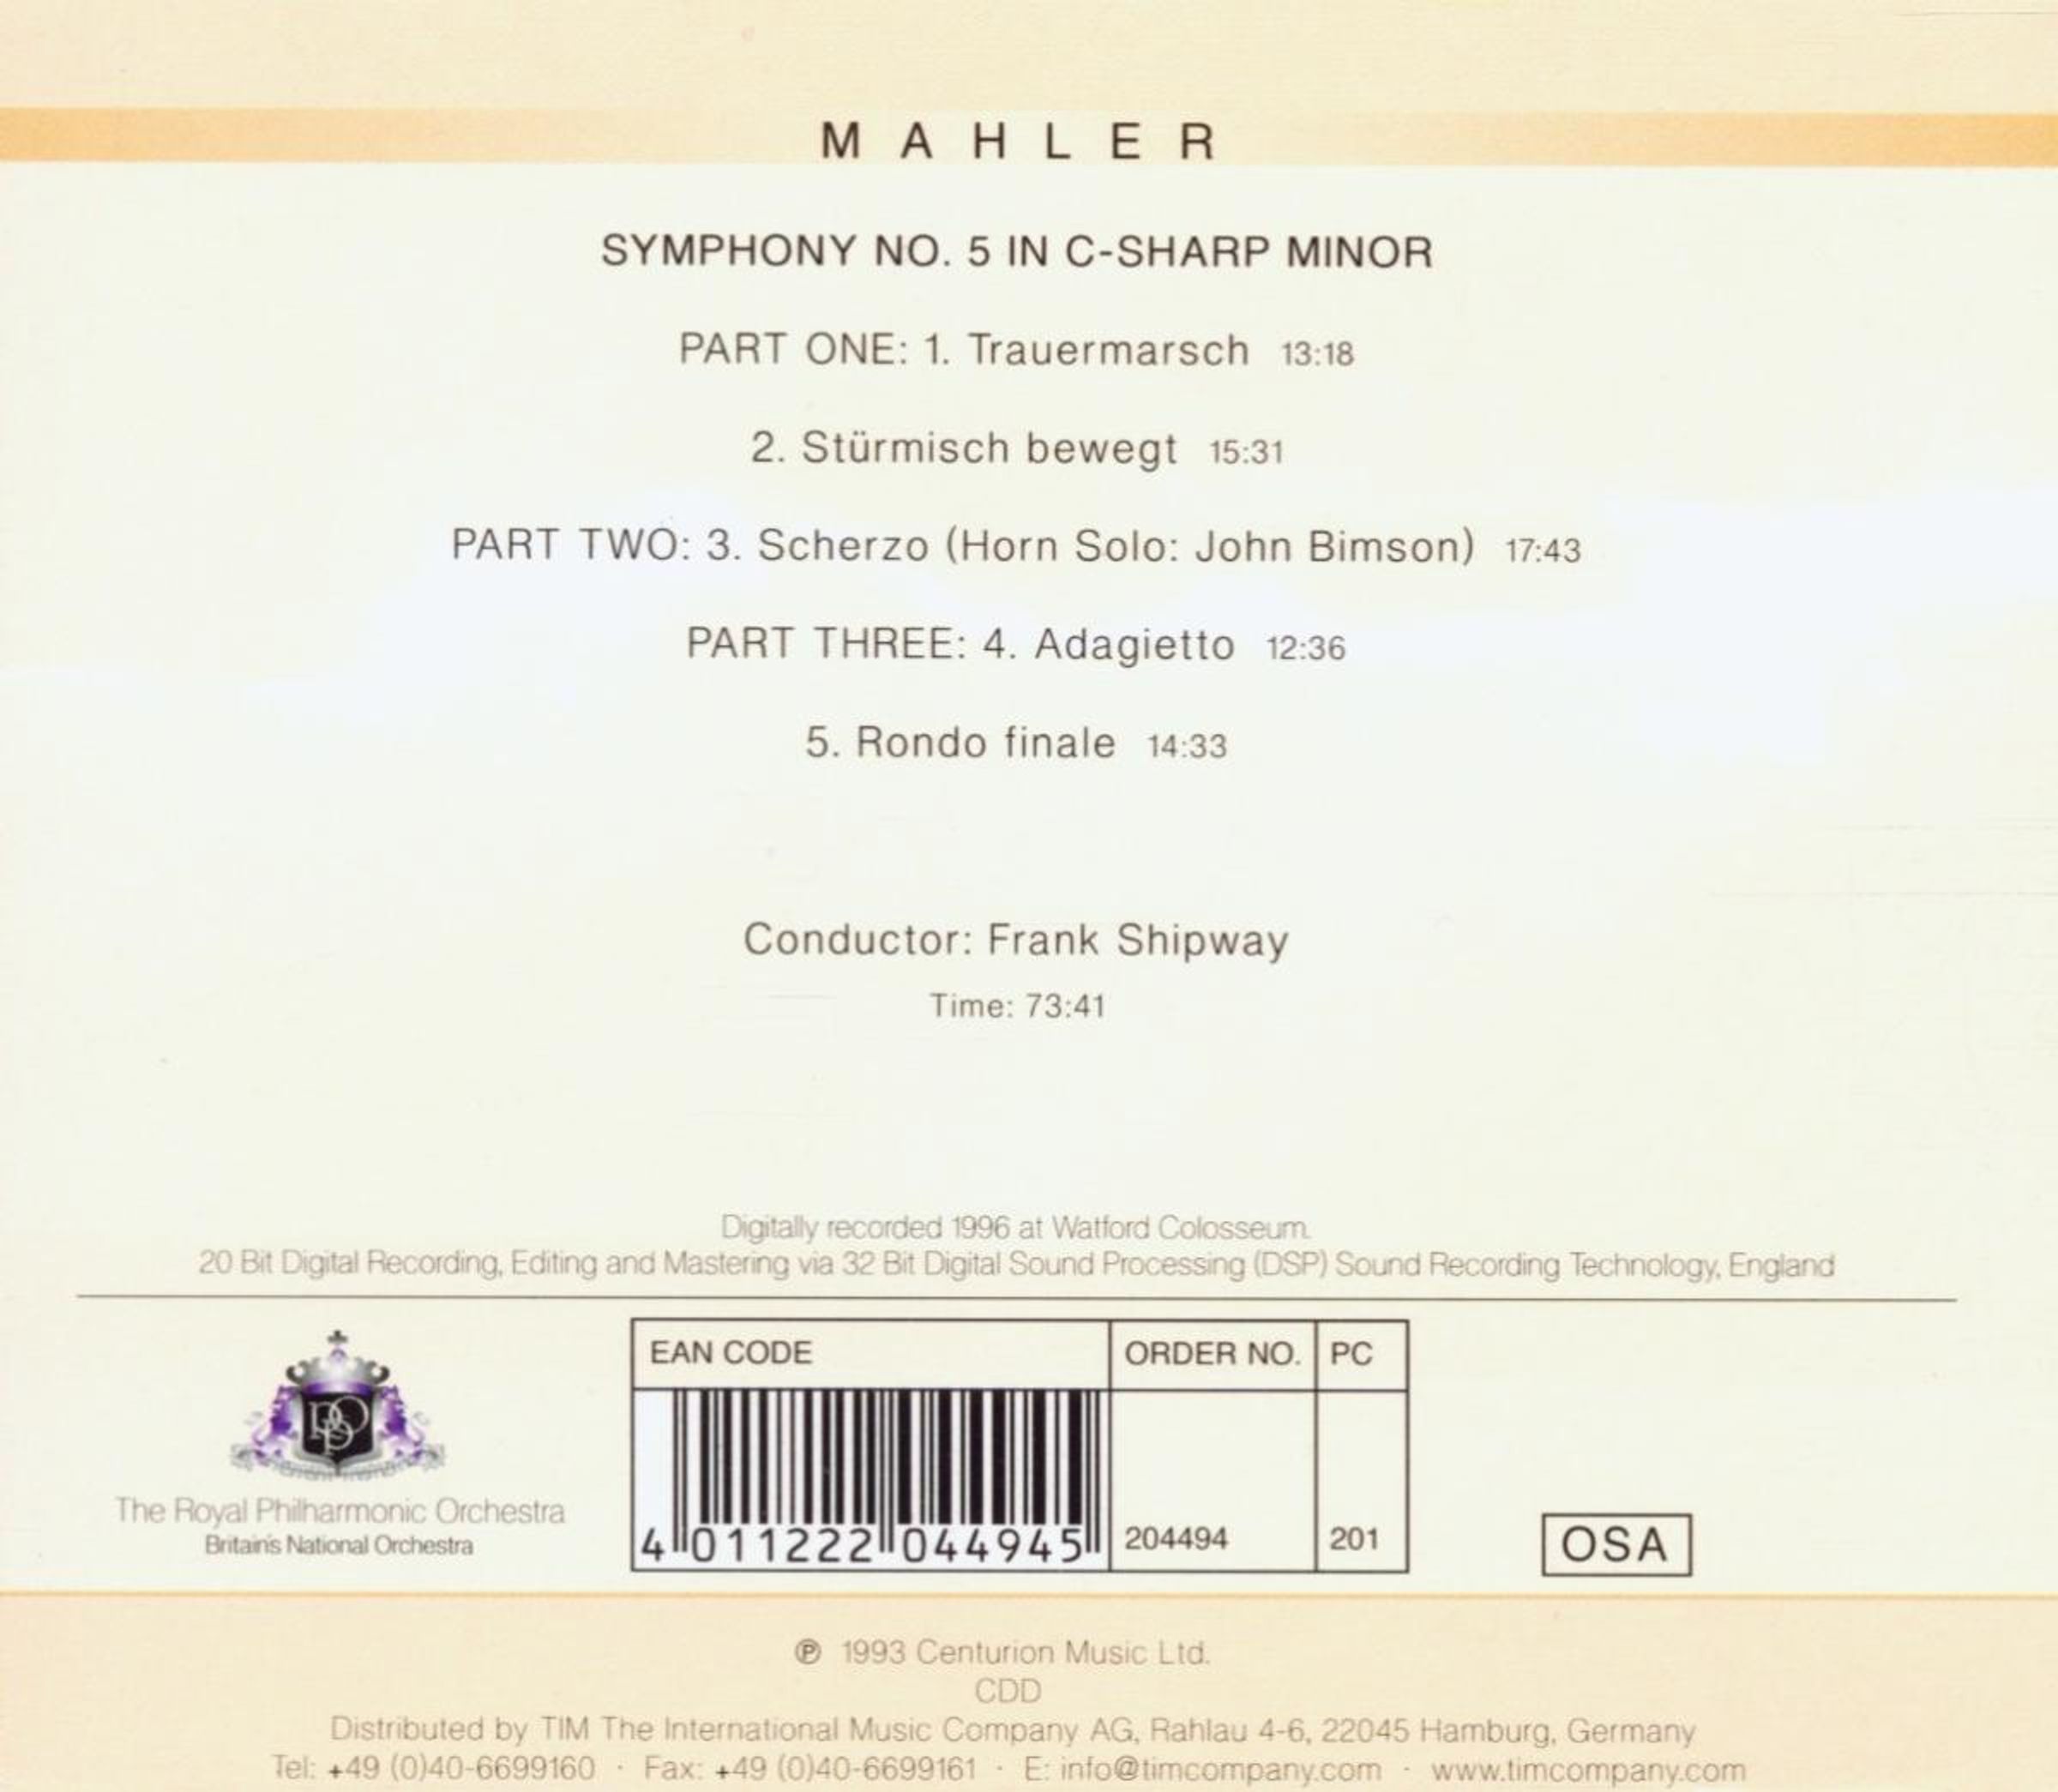 MAHLER
SYMPHONY NO. 5 IN C-SHARP MINOR
PART ONE: 1. Trauermarsch 13:18
2. Stürmisch bewegt 15:31
PART TWO: 3. Scherzo (Horn Solo: John Bimson) 17:43
PART THREE: 4. Adagietto 12:36
5. Rondo finale 14:33
Conductor: Frank Shipway
Time: 73:41
Digitally recorded 1996 at Watford Colosseum.
20 Bit Digital Recording, Editing and Mastering via 32 Bit Digital Sound Processing (DSP) Sound Recording Technology, England
RPO
The Royal Philharmonic Orchestra
Britain's National Orchestra
EAN CODE ORDER NO. PC
4 011222 044945 204494 201
OSA
℗ 1993 Centurion Music Ltd.
CDD
Distributed by TIM The International Music Company AG, Rahlau 4-6, 22045 Hamburg, Germany
Tel: +49 (0)40-6699160 · Fax: +49 (0)40-6699161 · E: info@timcompany.com · www.timcompany.com